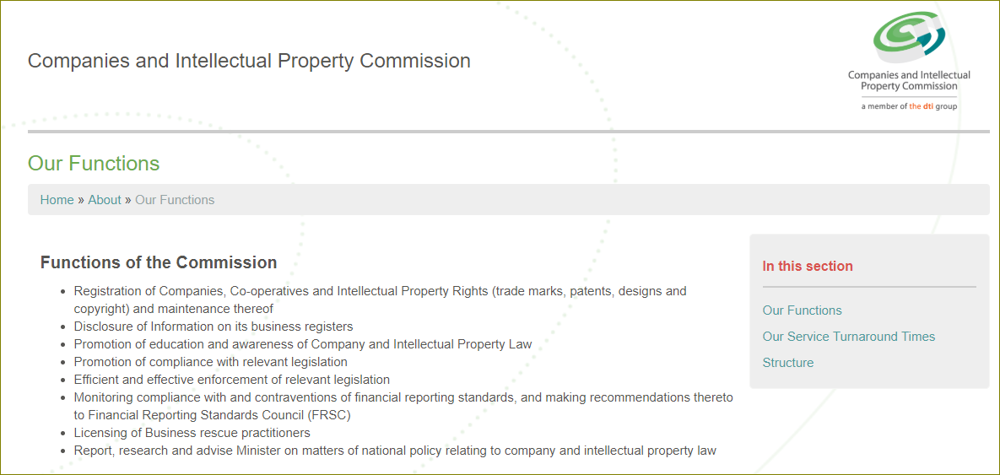 Companies and Intellectual Property Commission
Companies and Intellectual
Property Commission
a member of the dti group
Our Functions
Home » About » Our Functions
Functions of the Commission
• Registration of Companies, Co-operatives and Intellectual Property Rights (trade marks, patents, designs and
copyright) and maintenance thereof
• Disclosure of Information on its business registers
• Promotion of education and awareness of Company and Intellectual Property Law
• Promotion of compliance with relevant legislation
• Efficient and effective enforcement of relevant legislation
• Monitoring compliance with and contraventions of financial reporting standards, and making recommendations thereto
to Financial Reporting Standards Council (FRSC)
• Licensing of Business rescue practitioners
• Report, research and advise Minister on matters of national policy relating to company and intellectual property law
In this section
Our Functions
Our Service Turnaround Times
Structure